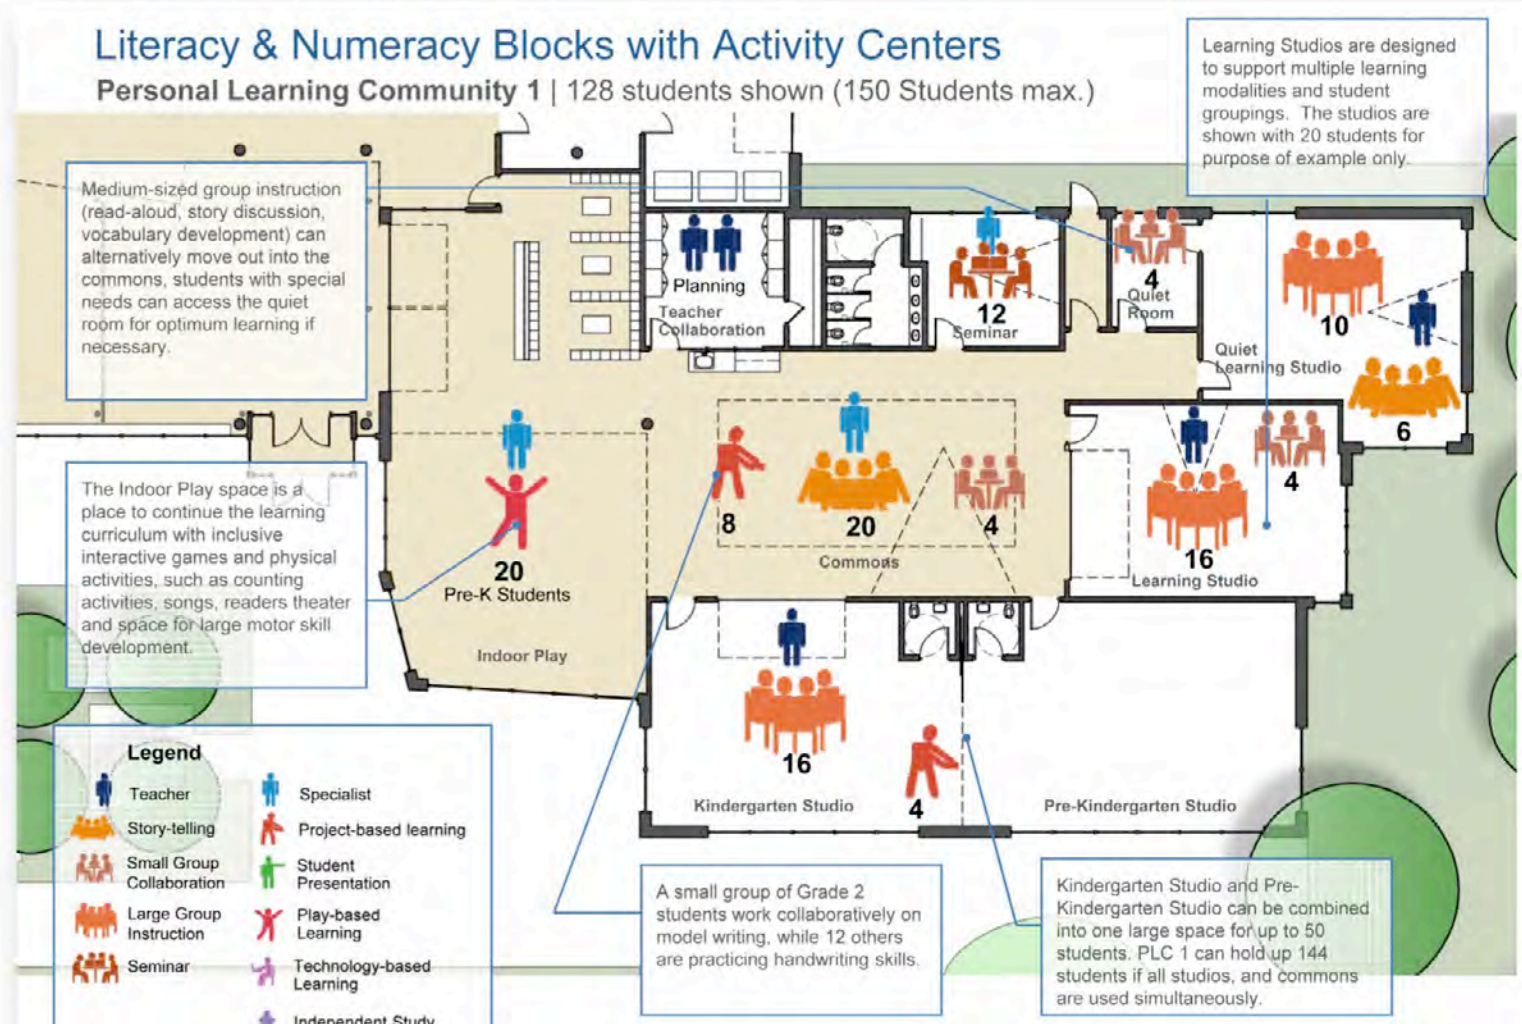 Literacy & Numeracy Blocks with Activity Centers
Personal Learning Community 1 | 128 students shown (150 Students max.)
Learning Studios are designed
to support multiple learning
modalities and student
groupings. The studios are
shown with 20 students for
purpose of example only.
Medium-sized group instruction
(read-aloud, story discussion,
vocabulary development) can
alternatively move out into the
commons, students with special
needs can access the quiet
room for optimum learning if
necessary.
Planning
Teacher
Collaboration
12
Seminar
4
Quiet
Room
10
Quiet
Learning Studio
6
The Indoor Play space is a
place to continue the learning
curriculum with inclusive
interactive games and physical
activities, such as counting
activities, songs, readers theater
and space for large motor skill
development.
20
Pre-K Students
Indoor Play
8
20
4
Commons
4
16
Learning Studio
16
Kindergarten Studio
4
Pre-Kindergarten Studio
Legend
Teacher
Story-telling
Small Group
Collaboration
Large Group
Instruction
Seminar
Specialist
Project-based learning
Student
Presentation
Play-based
Learning
Technology-based
Learning
Independent Study
A small group of Grade 2
students work collaboratively on
model writing, while 12 others
are practicing handwriting skills.
Kindergarten Studio and Pre-
Kindergarten Studio can be combined
into one large space for up to 50
students. PLC 1 can hold up 144
students if all studios, and commons
are used simultaneously.